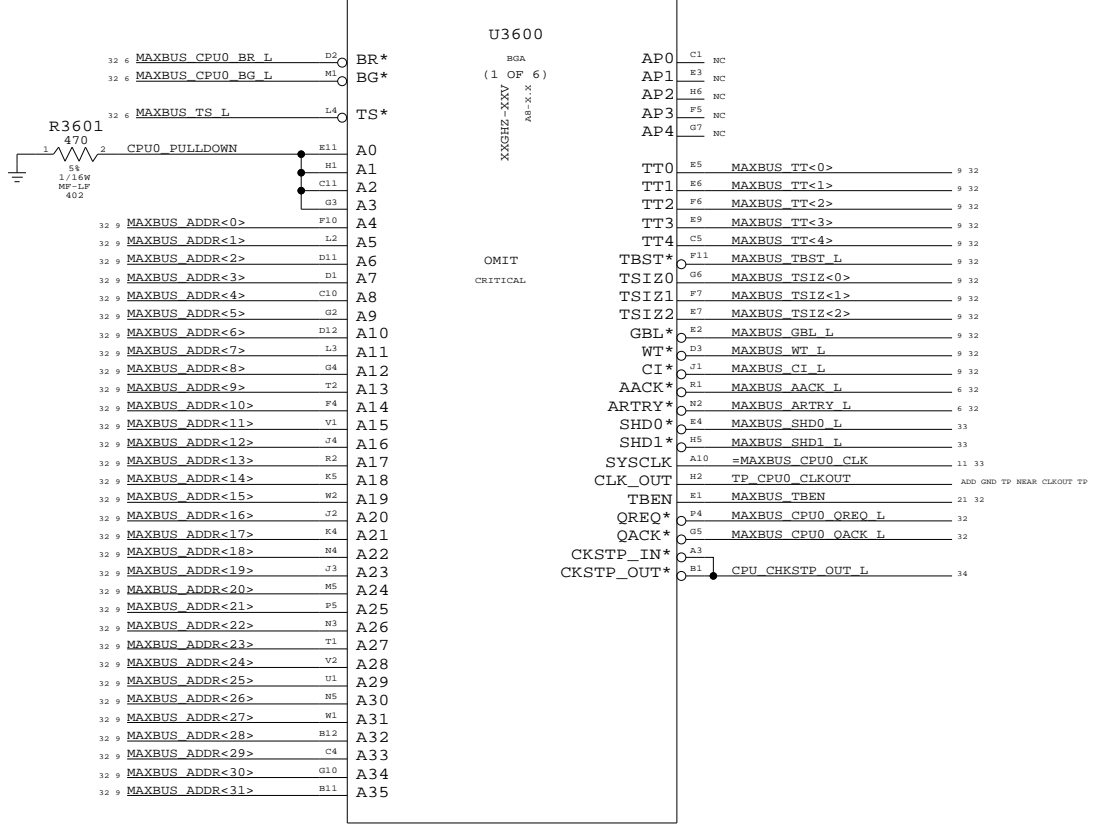 U3600
BGA
(1 OF 6)
XXGHZ-XXV
A8-X.X
OMIT
CRITICAL
32 6 MAXBUS_CPU0_BR_L D2 BR*
32 6 MAXBUS_CPU0_BG_L M1 BG*
32 6 MAXBUS_TS_L L4 TS*
R3601
470
1 2 CPU0_PULLDOWN E11 A0
5%
1/16W
MF-LF
402
H1 A1
C11 A2
G3 A3
32 9 MAXBUS_ADDR<0> F10 A4
32 9 MAXBUS_ADDR<1> L2 A5
32 9 MAXBUS_ADDR<2> D11 A6
32 9 MAXBUS_ADDR<3> D1 A7
32 9 MAXBUS_ADDR<4> C10 A8
32 9 MAXBUS_ADDR<5> G2 A9
32 9 MAXBUS_ADDR<6> D12 A10
32 9 MAXBUS_ADDR<7> L3 A11
32 9 MAXBUS_ADDR<8> G4 A12
32 9 MAXBUS_ADDR<9> T2 A13
32 9 MAXBUS_ADDR<10> F4 A14
32 9 MAXBUS_ADDR<11> V1 A15
32 9 MAXBUS_ADDR<12> J4 A16
32 9 MAXBUS_ADDR<13> R2 A17
32 9 MAXBUS_ADDR<14> K5 A18
32 9 MAXBUS_ADDR<15> W2 A19
32 9 MAXBUS_ADDR<16> J2 A20
32 9 MAXBUS_ADDR<17> K4 A21
32 9 MAXBUS_ADDR<18> N4 A22
32 9 MAXBUS_ADDR<19> J3 A23
32 9 MAXBUS_ADDR<20> M5 A24
32 9 MAXBUS_ADDR<21> P5 A25
32 9 MAXBUS_ADDR<22> N3 A26
32 9 MAXBUS_ADDR<23> T1 A27
32 9 MAXBUS_ADDR<24> V2 A28
32 9 MAXBUS_ADDR<25> U1 A29
32 9 MAXBUS_ADDR<26> N5 A30
32 9 MAXBUS_ADDR<27> W1 A31
32 9 MAXBUS_ADDR<28> B12 A32
32 9 MAXBUS_ADDR<29> C4 A33
32 9 MAXBUS_ADDR<30> G10 A34
32 9 MAXBUS_ADDR<31> B11 A35
AP0 C1 NC
AP1 E3 NC
AP2 H6 NC
AP3 F5 NC
AP4 G7 NC
TT0 E5 MAXBUS_TT<0> 9 32
TT1 E6 MAXBUS_TT<1> 9 32
TT2 F6 MAXBUS_TT<2> 9 32
TT3 E9 MAXBUS_TT<3> 9 32
TT4 C5 MAXBUS_TT<4> 9 32
TBST* F11 MAXBUS_TBST_L 9 32
TSIZ0 G6 MAXBUS_TSIZ<0> 9 32
TSIZ1 F7 MAXBUS_TSIZ<1> 9 32
TSIZ2 E7 MAXBUS_TSIZ<2> 9 32
GBL* E2 MAXBUS_GBL_L 9 32
WT* D3 MAXBUS_WT_L 9 32
CI* J1 MAXBUS_CI_L 9 32
AACK* R1 MAXBUS_AACK_L 6 32
ARTRY* N2 MAXBUS_ARTRY_L 6 32
SHD0* E4 MAXBUS_SHD0_L 33
SHD1* H5 MAXBUS_SHD1_L 33
SYSCLK A10 =MAXBUS_CPU0_CLK 11 33
CLK_OUT H2 TP_CPU0_CLKOUT ADD GND TP NEAR CLKOUT TP
TBEN E1 MAXBUS_TBEN 21 32
QREQ* P4 MAXBUS_CPU0_QREQ_L 32
QACK* G5 MAXBUS_CPU0_QACK_L 32
CKSTP_IN* A3
CKSTP_OUT* B1 CPU_CHKSTP_OUT_L 34